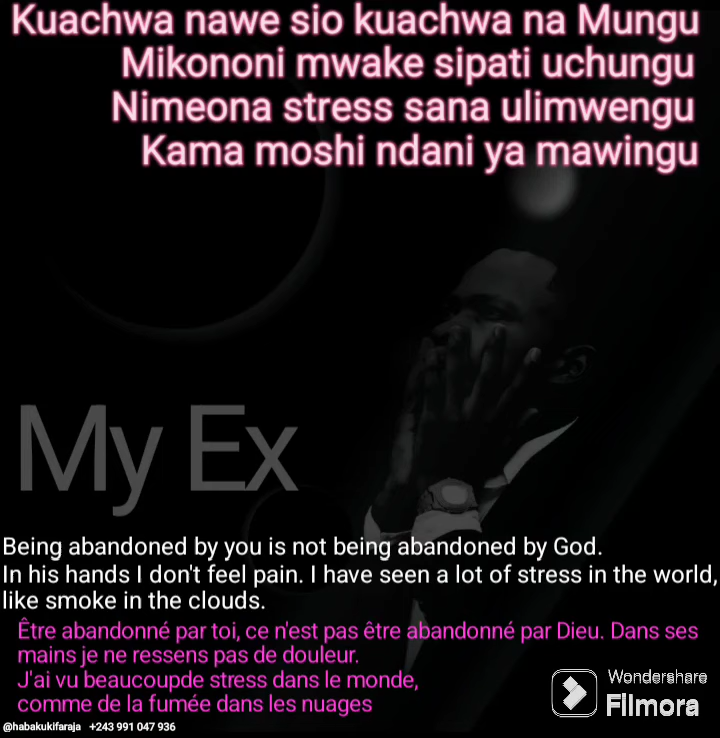 Kuachwa nawe sio kuachwa na Mungu
Mikononi mwake sipati uchungu
Nimeona stress sana ulimwengu
Kama moshi ndani ya mawingu
My Ex
Being abandoned by you is not being abandoned by God.
In his hands I don't feel pain. I have seen a lot of stress in the world,
like smoke in the clouds.
Être abandonné par toi, ce n'est pas être abandonné par Dieu. Dans ses
mains je ne ressens pas de douleur.
J'ai vu beaucoupde stress dans le monde,
comme de la fumée dans les nuages
Wondershare
Filmora
@habakukifaraja +243 991 047 936